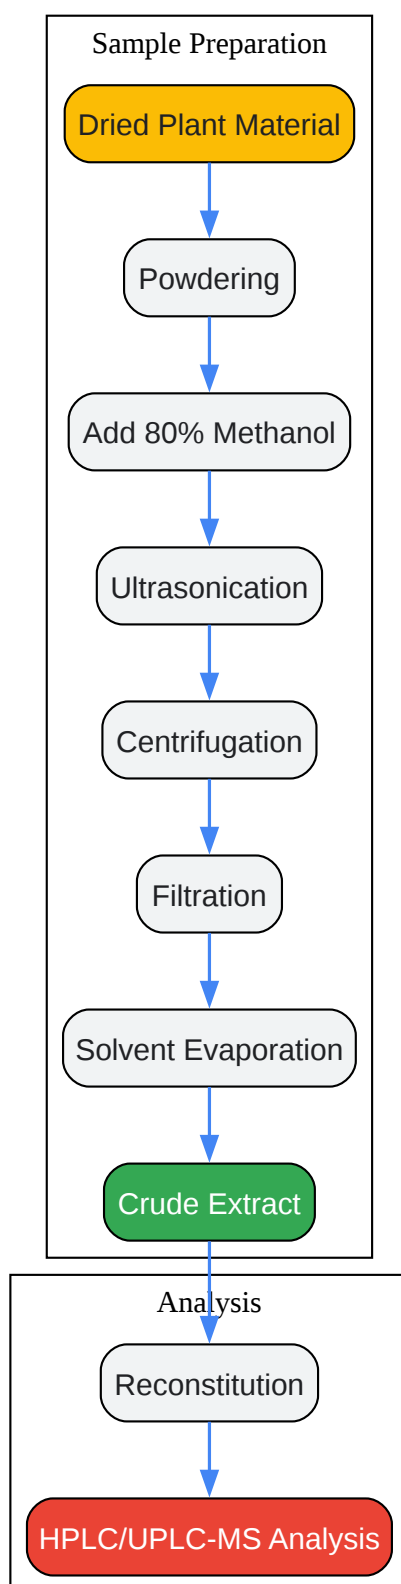 Sample Preparation
Dried Plant Material
Powdering
Add 80% Methanol
Ultrasonication
Centrifugation
Filtration
Solvent Evaporation
Crude Extract
Analysis
Reconstitution
HPLC/UPLC-MS Analysis